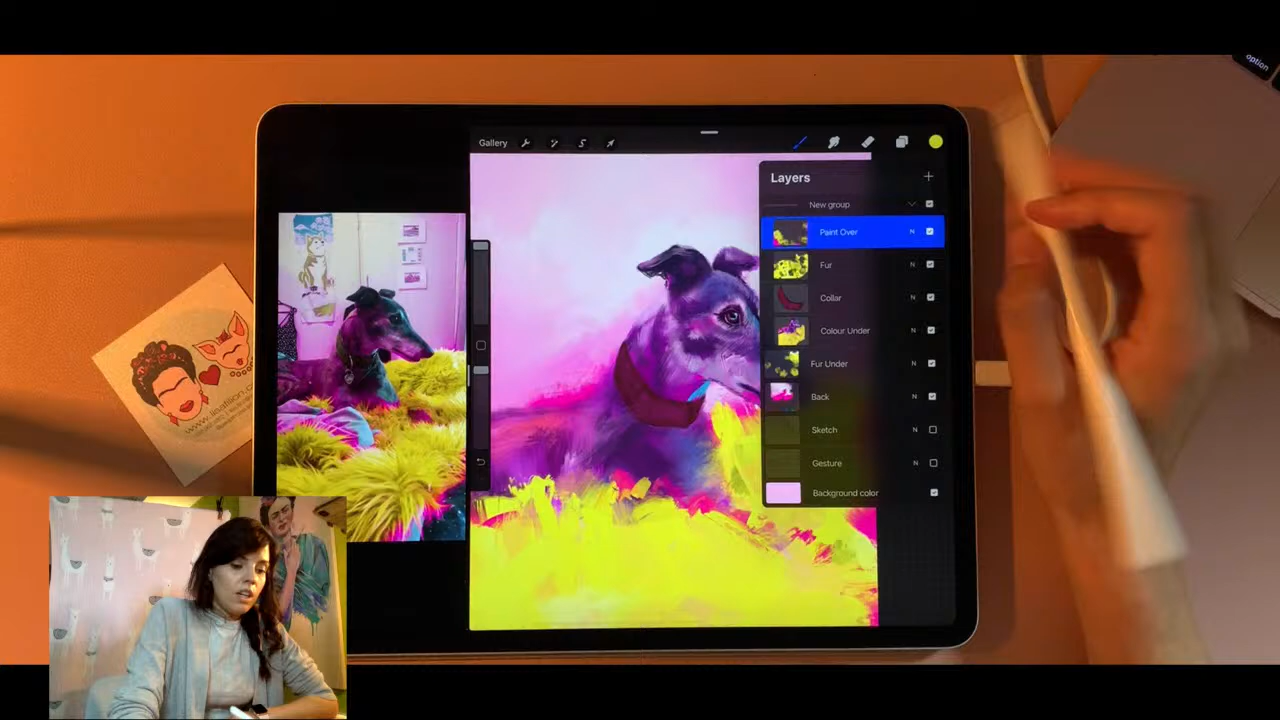 option
Gallery
Layers
New group
Paint Over N
Fur N
Collar N
Colour Under N
Fur Under N
Back N
Sketch N
Gesture N
Background color